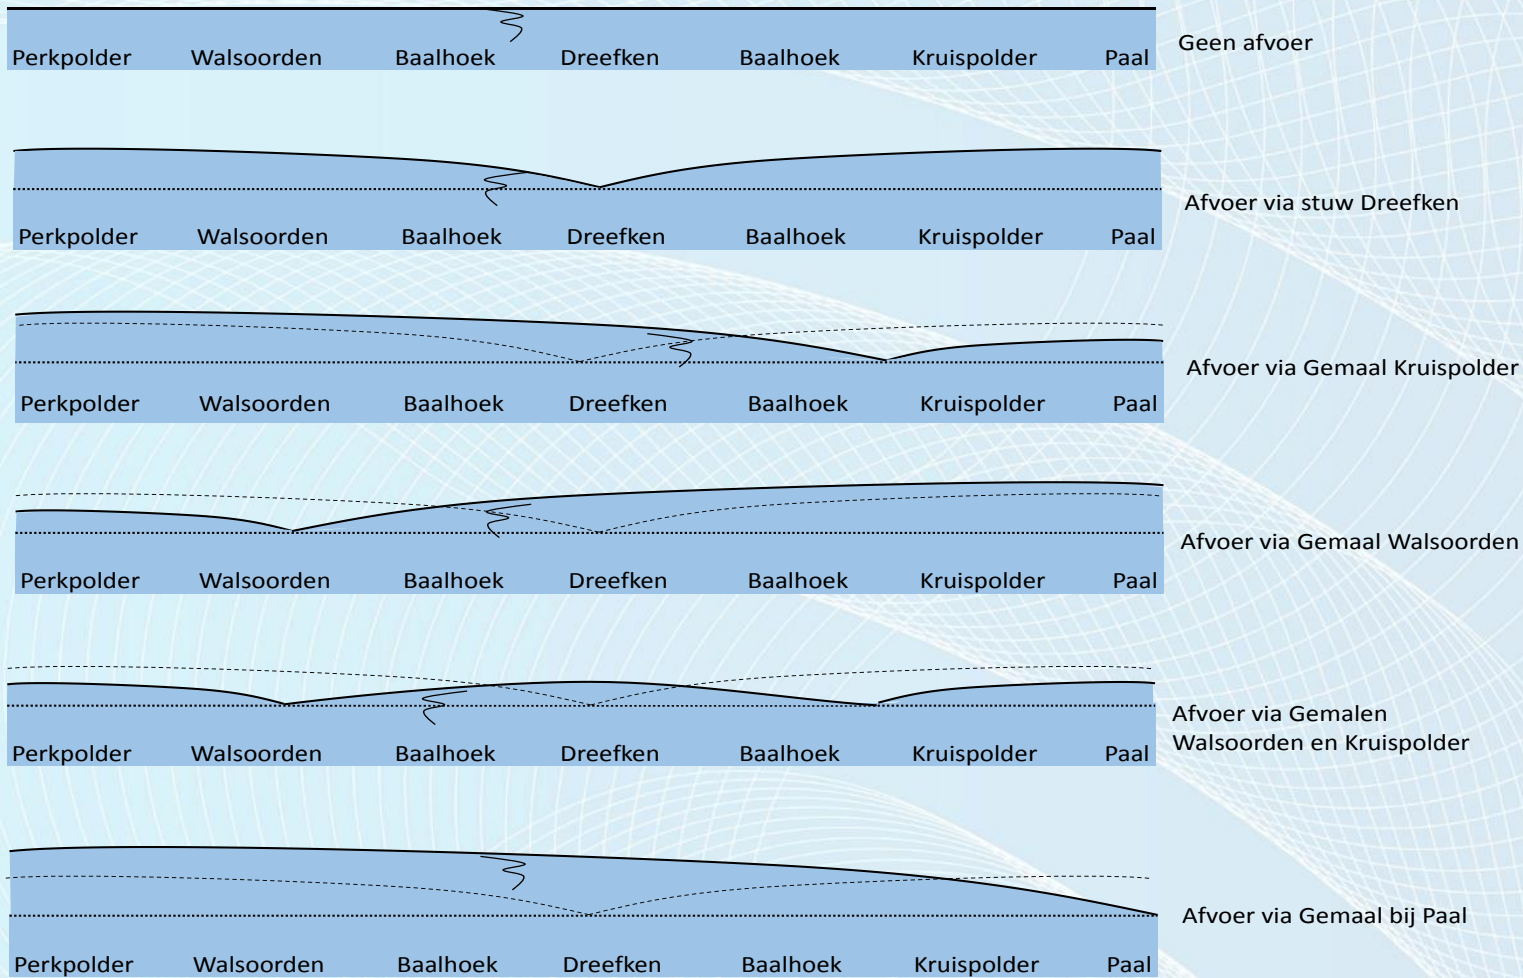 Perkpolder Walsoorden Baalhoek Dreefken Baalhoek Kruispolder Paal
Geen afvoer
Perkpolder Walsoorden Baalhoek Dreefken Baalhoek Kruispolder Paal
Afvoer via stuw Dreefken
Perkpolder Walsoorden Baalhoek Dreefken Baalhoek Kruispolder Paal
Afvoer via Gemaal Kruispolder
Perkpolder Walsoorden Baalhoek Dreefken Baalhoek Kruispolder Paal
Afvoer via Gemaal Walsoorden
Perkpolder Walsoorden Baalhoek Dreefken Baalhoek Kruispolder Paal
Afvoer via Gemalen
Walsoorden en Kruispolder
Perkpolder Walsoorden Baalhoek Dreefken Baalhoek Kruispolder Paal
Afvoer via Gemaal bij Paal